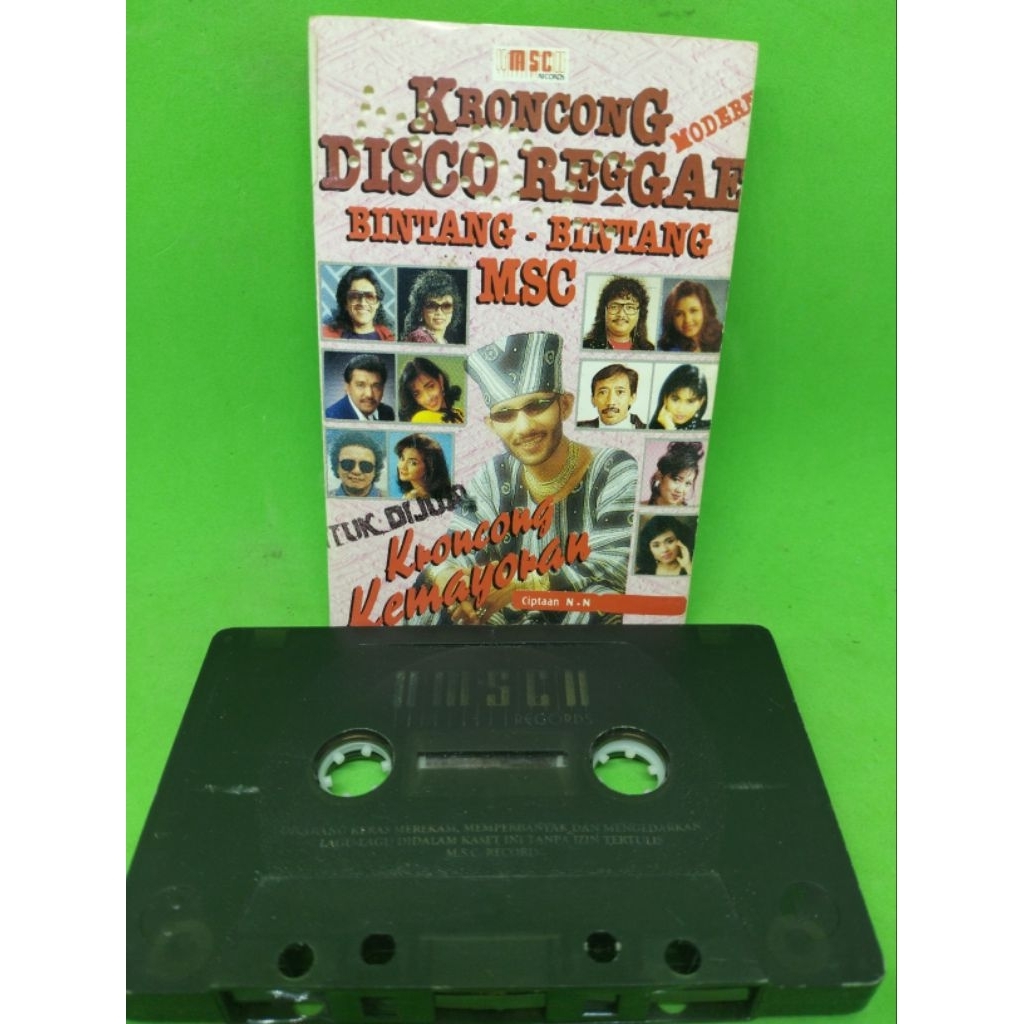 MSC
RECORDS
KRONCONG
MODERN
DISCO REGGAE
BINTANG - BINTANG
MSC
TUK DIJUAL
Kroncong
Kemayoran
Ciptaan N - N
MSC
RECORDS
DILARANG KERAS MEREKAM, MEMPERBANYAK DAN MENGEDARKAN
LAGU-LAGU DIDALAM KASET INI TANPA IZIN TERTULIS
M.S.C. RECORDS